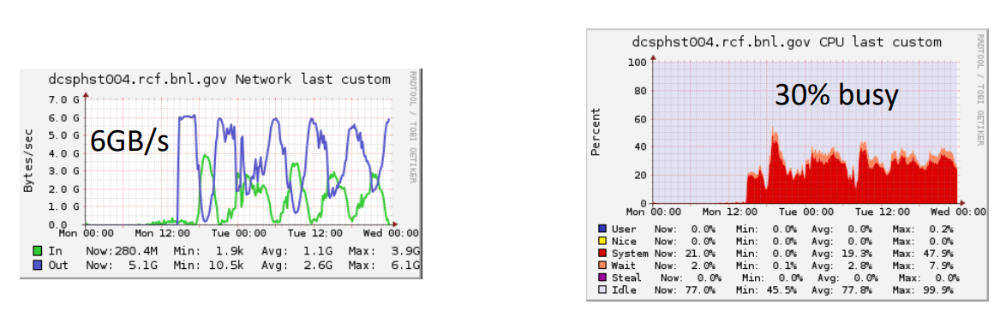 dcsphst004.rcf.bnl.gov Network last custom
RRDTOOL / TOBI OETIKER
Bytes/sec
7.0 G
6.0 G
5.0 G
4.0 G
3.0 G
2.0 G
1.0 G
0.0
6GB/s
Mon 00:00 Mon 12:00 Tue 00:00 Tue 12:00 Wed 00:00
In Now:280.4M Min: 1.9k Avg: 1.1G Max: 3.9G
Out Now: 5.1G Min: 10.5k Avg: 2.6G Max: 6.1G
dcsphst004.rcf.bnl.gov CPU last custom
RRDTOOL / TOBI OETIKER
Percent
100
80
60
40
20
0
30% busy
Mon 00:00 Mon 12:00 Tue 00:00 Tue 12:00 Wed 00:00
User Now: 0.0% Min: 0.0% Avg: 0.0% Max: 0.2%
Nice Now: 0.0% Min: 0.0% Avg: 0.0% Max: 0.0%
System Now: 21.0% Min: 0.0% Avg: 19.3% Max: 47.9%
Wait Now: 2.0% Min: 0.1% Avg: 2.8% Max: 7.9%
Steal Now: 0.0% Min: 0.0% Avg: 0.0% Max: 0.0%
Idle Now: 77.0% Min: 45.5% Avg: 77.8% Max: 99.9%